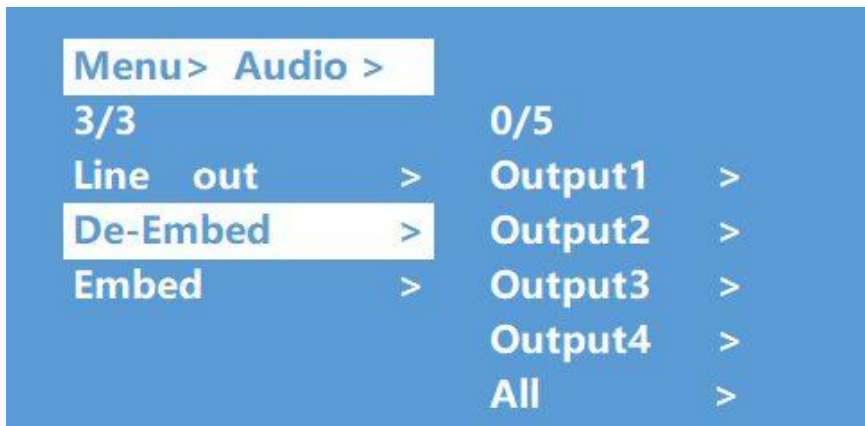 Menu> Audio >
3/3
Line out >
De-Embed >
Embed >
0/5
Output1 >
Output2 >
Output3 >
Output4 >
All >